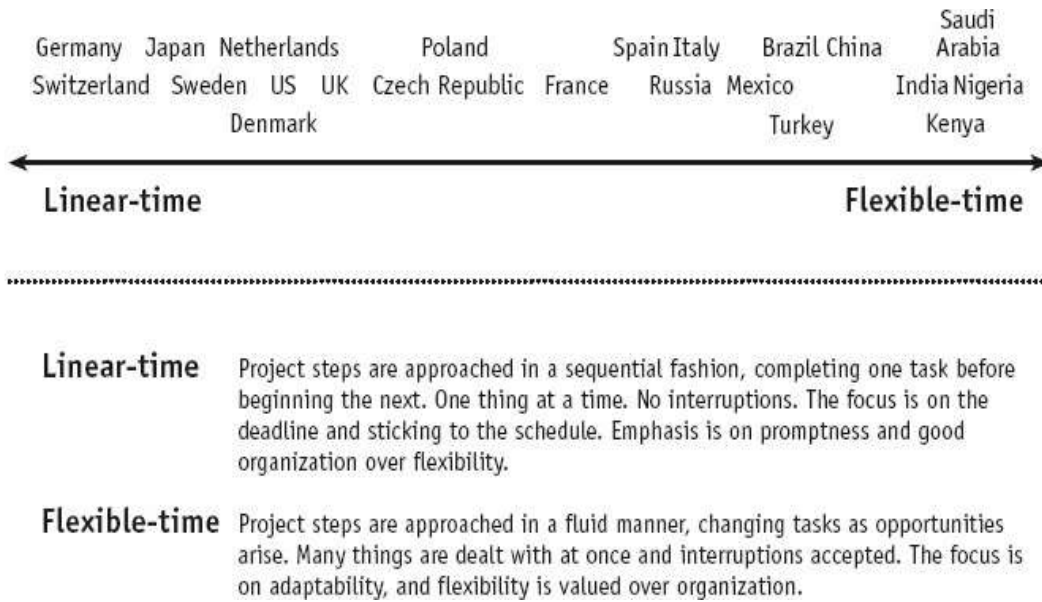 Saudi
Germany Japan Netherlands Poland Spain Italy Brazil China Arabia
Switzerland Sweden US UK Czech Republic France Russia Mexico India Nigeria
Denmark Turkey Kenya
Linear-time Flexible-time
Linear-time Project steps are approached in a sequential fashion, completing one task before
beginning the next. One thing at a time. No interruptions. The focus is on the
deadline and sticking to the schedule. Emphasis is on promptness and good
organization over flexibility.
Flexible-time Project steps are approached in a fluid manner, changing tasks as opportunities
arise. Many things are dealt with at once and interruptions accepted. The focus is
on adaptability, and flexibility is valued over organization.